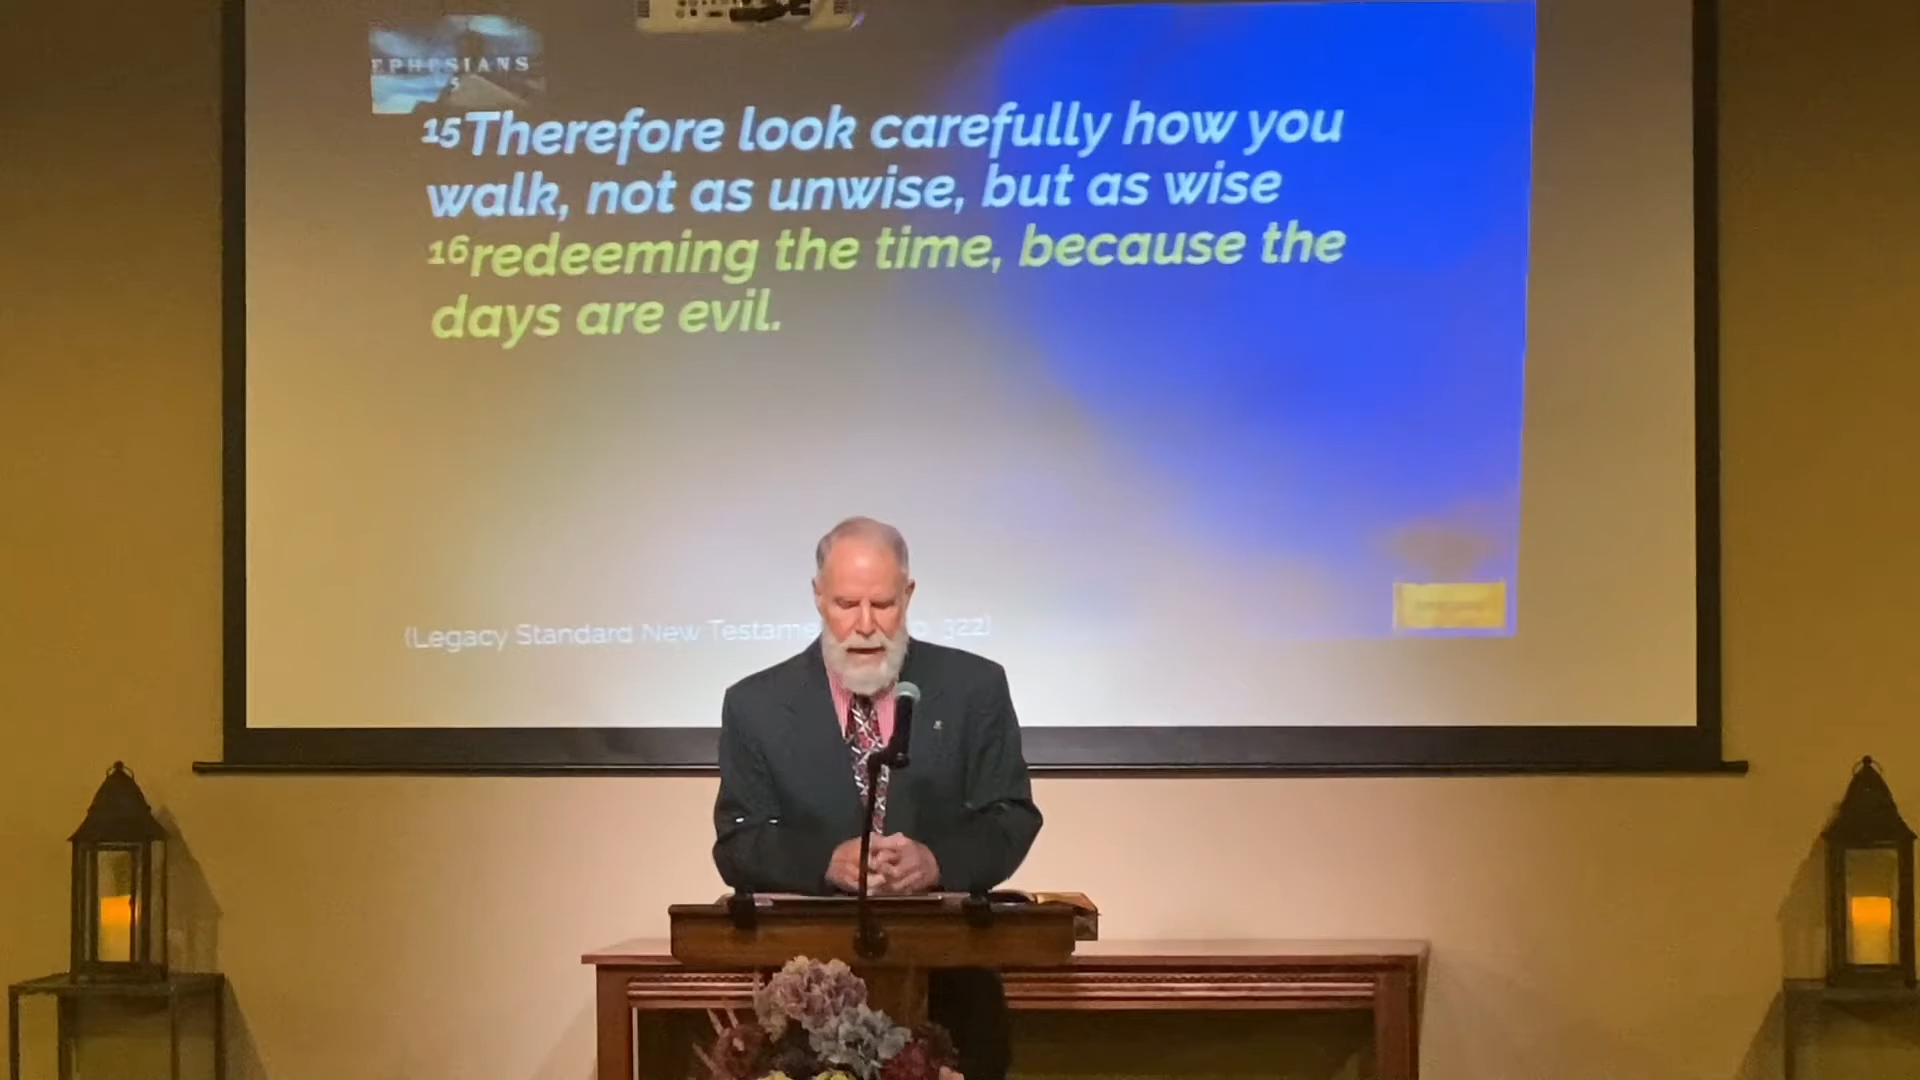 EPHESIANS
5
15Therefore look carefully how you
walk, not as unwise, but as wise
16redeeming the time, because the
days are evil.
(Legacy Standard New Testame 322)